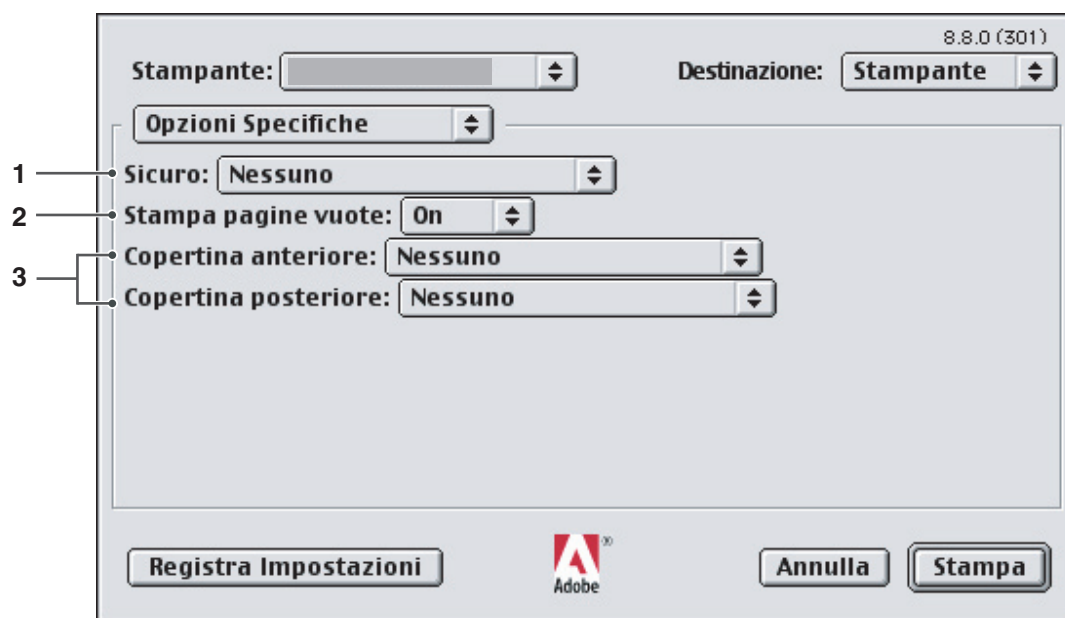 8.8.0 (301)
Stampante: Destinazione: Stampante
Opzioni Specifiche
1 Sicuro: Nessuno
2 Stampa pagine vuote: On
3 Copertina anteriore: Nessuno
Copertina posteriore: Nessuno
Registra Impostazioni Adobe ® Annulla Stampa